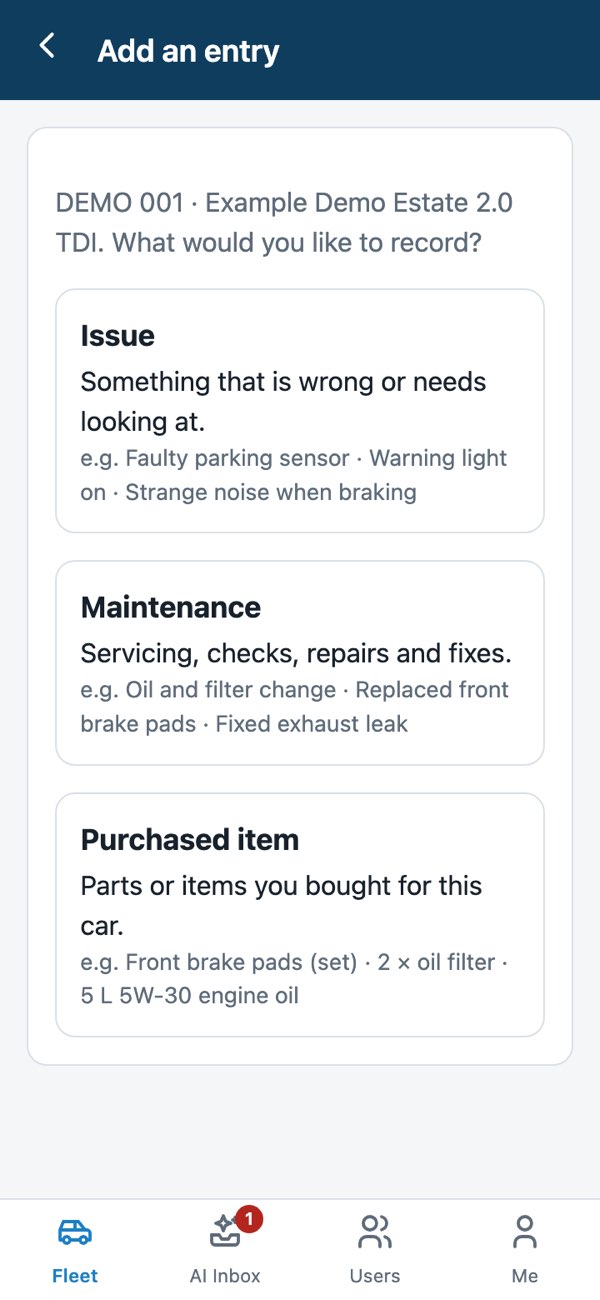 Add an entry
DEMO 001 · Example Demo Estate 2.0
TDI. What would you like to record?
Issue
Something that is wrong or needs
looking at.
e.g. Faulty parking sensor · Warning light
on · Strange noise when braking
Maintenance
Servicing, checks, repairs and fixes.
e.g. Oil and filter change · Replaced front
brake pads · Fixed exhaust leak
Purchased item
Parts or items you bought for this
car.
e.g. Front brake pads (set) · 2 × oil filter ·
5 L 5W-30 engine oil
1
Fleet
AI Inbox
Users
Me